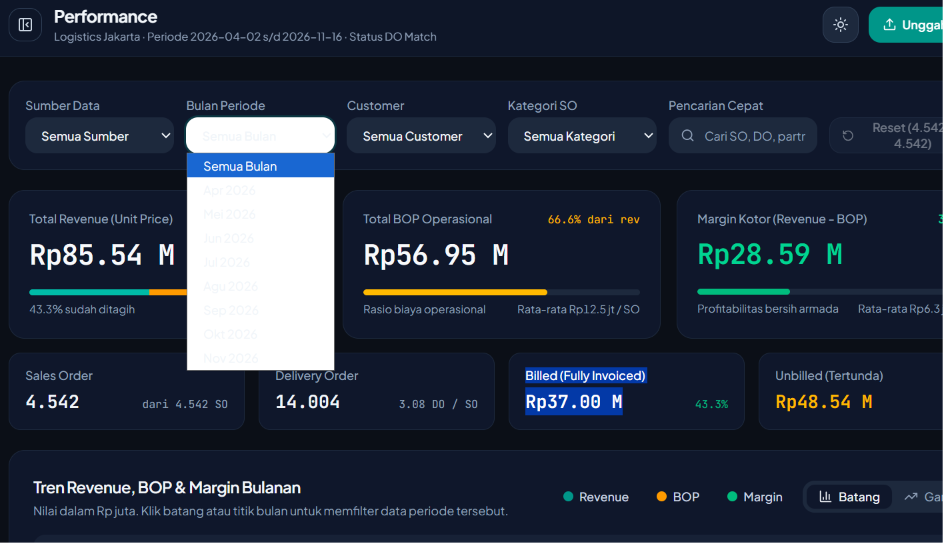 Performance
Logistics Jakarta · Periode 2026-04-02 s/d 2026-11-16 · Status DO Match
Sumber Data
Bulan Periode
Customer
Kategori SO
Pencarian Cepat
Semua Sumber
Semua Bulan
Semua Customer
Semua Kategori
Cari SO, DO, partr
Reset (4.542
4.542)
Semua Bulan
Apr 2026
Mei 2026
Jun 2026
Jul 2026
Agu 2026
Sep 2026
Okt 2026
Nov 2026
Total Revenue (Unit Price)
Rp85.54 M
43.3% sudah ditagih
Total BOP Operasional
66.6% dari rev
Rp56.95 M
Rasio biaya operasional
Rata-rata Rp12.5 jt / SO
Margin Kotor (Revenue - BOP)
Rp28.59 M
Profitabilitas bersih armada
Rata-rata Rp6.3
Sales Order
4.542
dari 4.542 SO
Delivery Order
14.004
3.08 DO / SO
Billed (Fully Invoiced)
Rp37.00 M
43.3%
Unbilled (Tertunda)
Rp48.54 M
Tren Revenue, BOP & Margin Bulanan
Nilai dalam Rp juta. Klik batang atau titik bulan untuk memfilter data periode tersebut.
Revenue
BOP
Margin
Batang